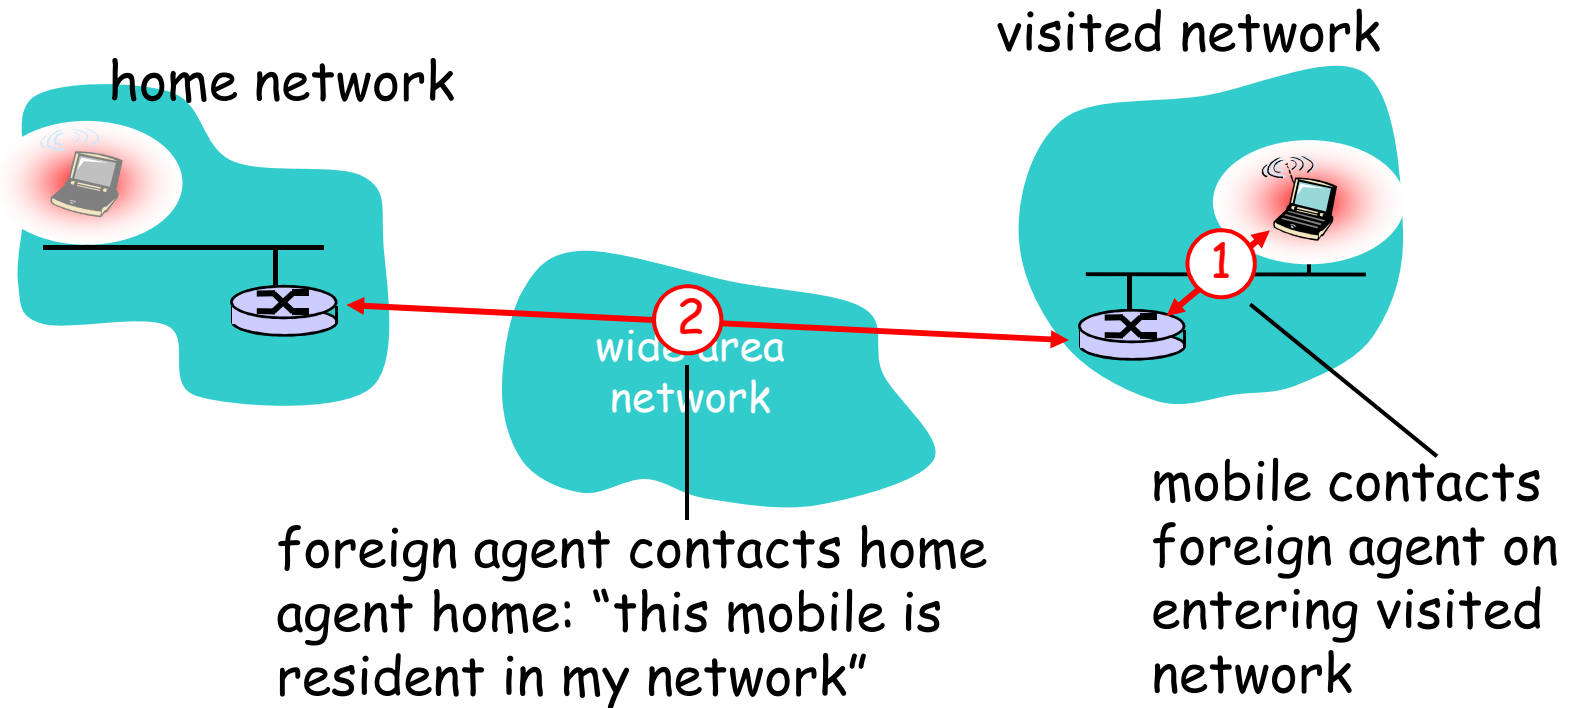 visited network
home network
1
2
wide area
network
mobile contacts
foreign agent on
entering visited
network
foreign agent contacts home
agent home: “this mobile is
resident in my network”